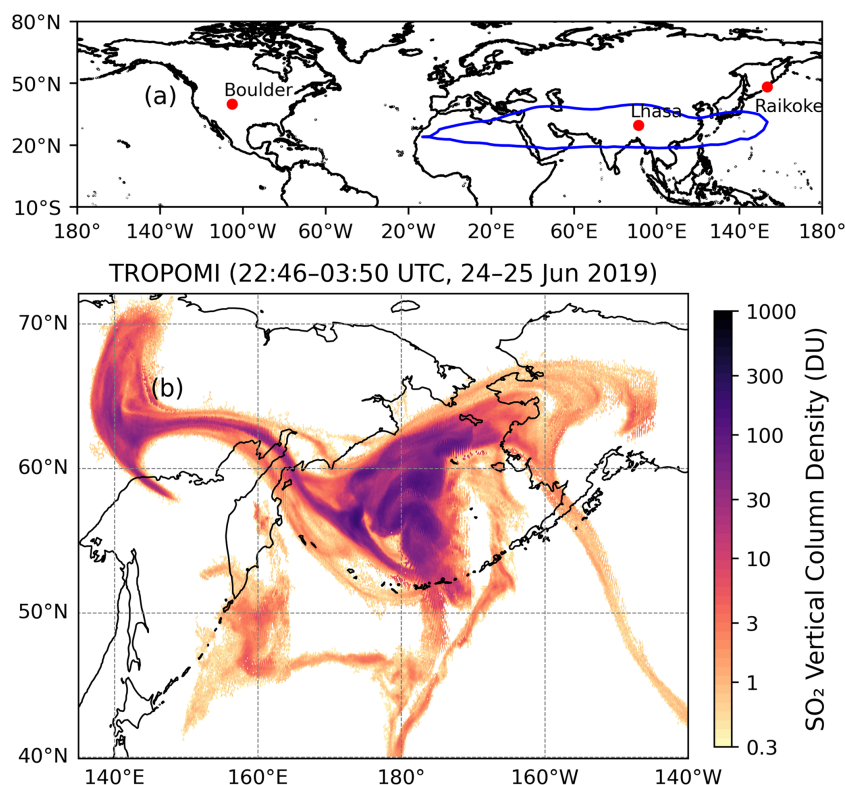 80°N
50°N
20°N
10°S
(a)
Boulder
Lhasa
Raikoke
180° 140°W 100°W 60°W 20°W 20°E 60°E 100°E 140°E 180°
TROPOMI (22:46–03:50 UTC, 24–25 Jun 2019)
70°N
60°N
50°N
40°N
(b)
140°E 160°E 180° 160°W 140°W
1000
300
100
30
10
3
1
0.3
SO₂ Vertical Column Density (DU)